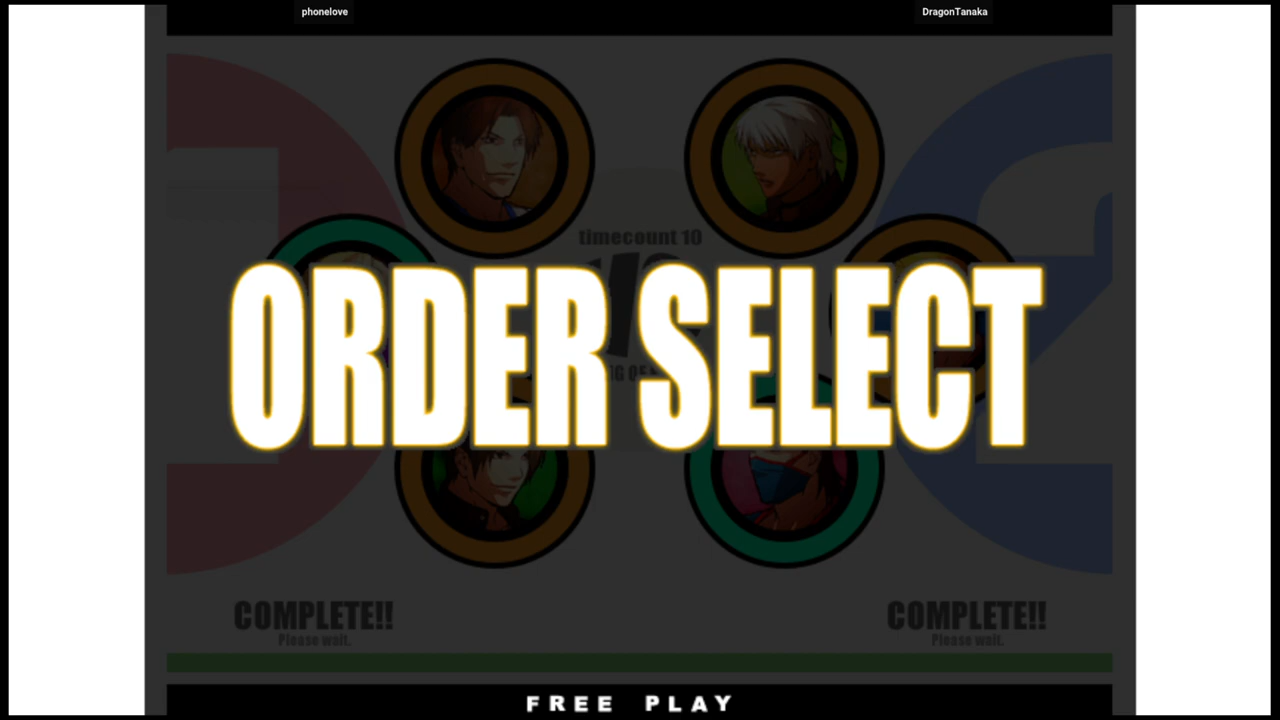 phonelove DragonTanaka
timecount 10
ORDER SELECT
COMPLETE!! COMPLETE!!
Please wait. Please wait.
FREE PLAY